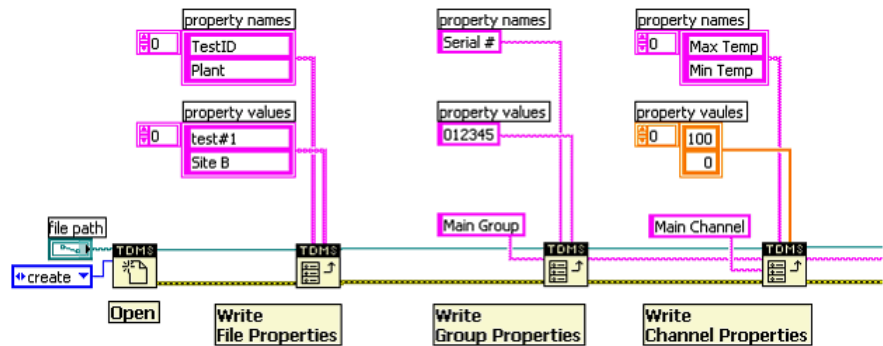 property names
0
TestID
Plant
property values
0
test#1
Site B
file path
create
TDMS
Open
TDMS
Write
File Properties
property names
Serial #
property values
012345
Main Group
TDMS
Write
Group Properties
property names
0
Max Temp
Min Temp
property vaules
0
100
0
Main Channel
TDMS
Write
Channel Properties